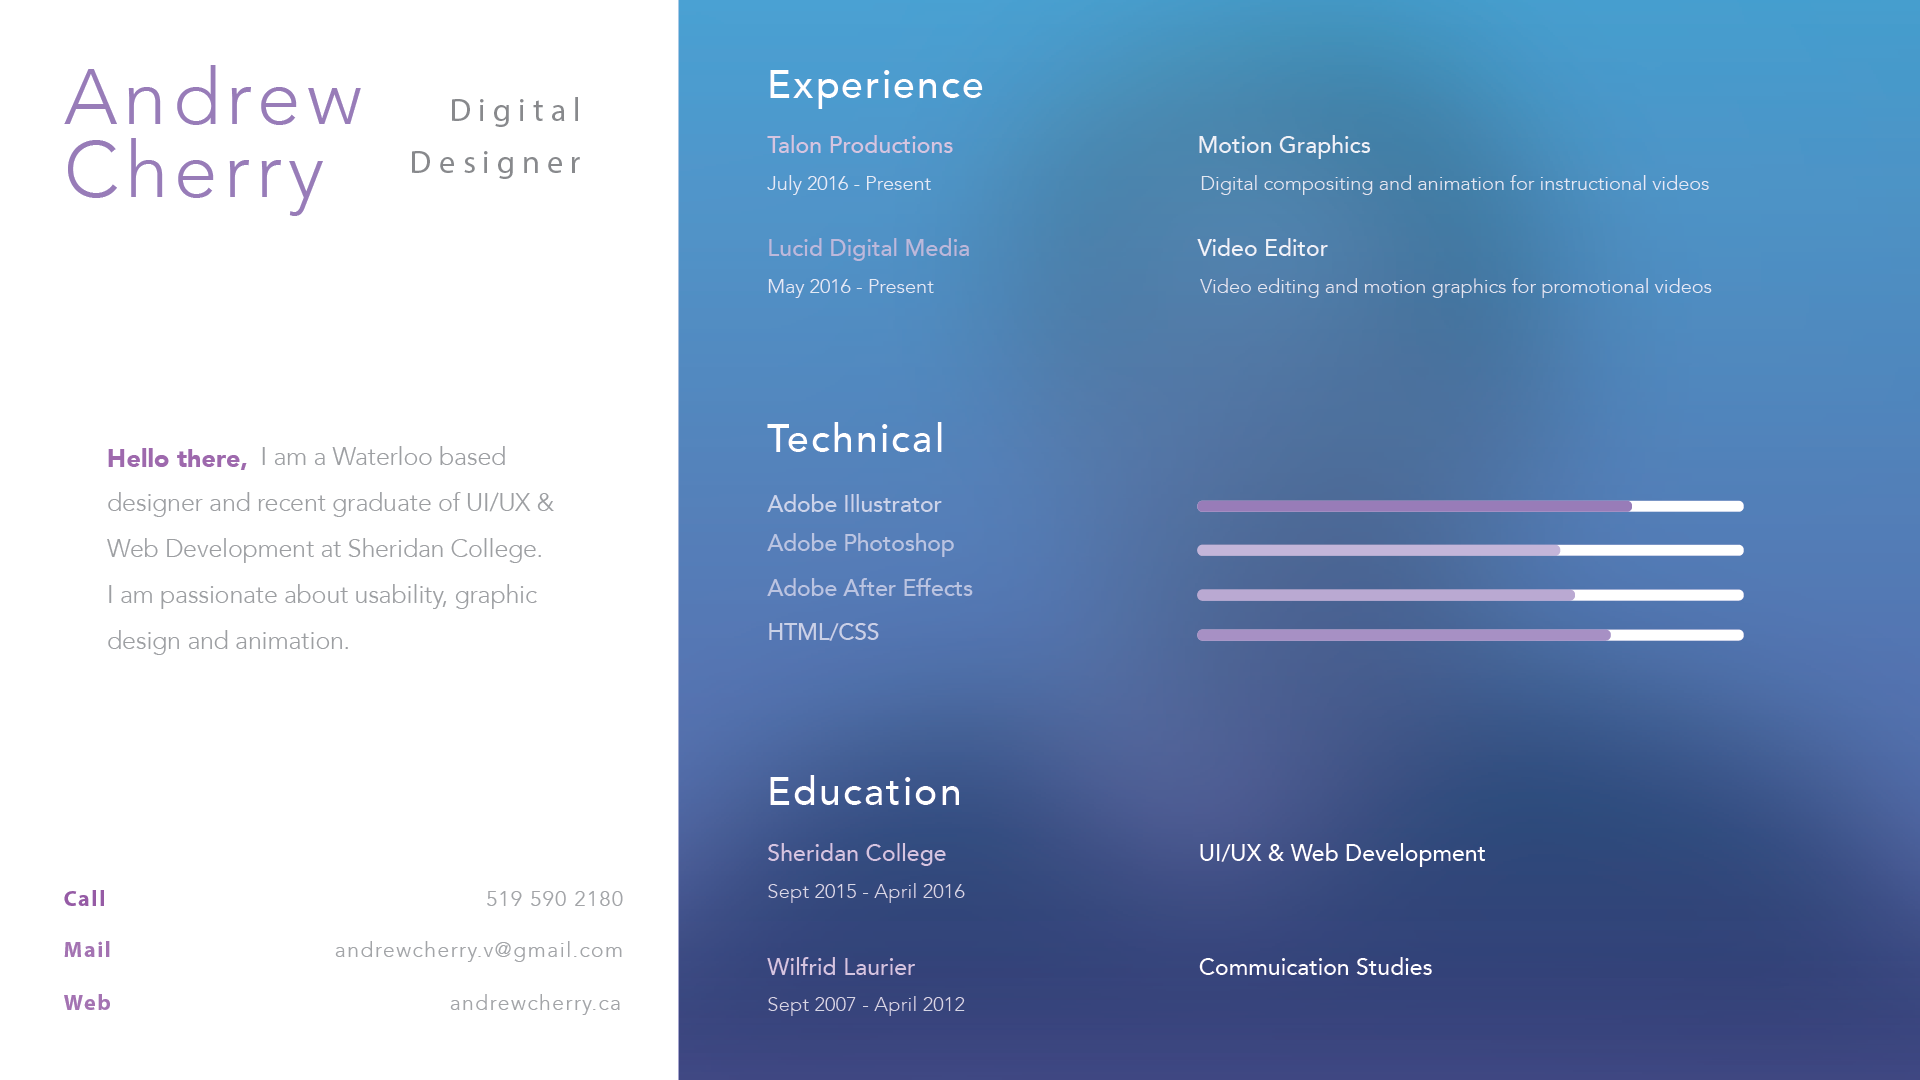 Andrew
Cherry
Digital
Designer
Hello there, I am a Waterloo based
designer and recent graduate of UI/UX &
Web Development at Sheridan College.
I am passionate about usability, graphic
design and animation.
Call 519 590 2180
Mail andrewcherry.v@gmail.com
Web andrewcherry.ca
Experience
Talon Productions Motion Graphics
July 2016 - Present Digital compositing and animation for instructional videos
Lucid Digital Media Video Editor
May 2016 - Present Video editing and motion graphics for promotional videos
Technical
Adobe Illustrator
Adobe Photoshop
Adobe After Effects
HTML/CSS
Education
Sheridan College UI/UX & Web Development
Sept 2015 - April 2016
Wilfrid Laurier Commuication Studies
Sept 2007 - April 2012